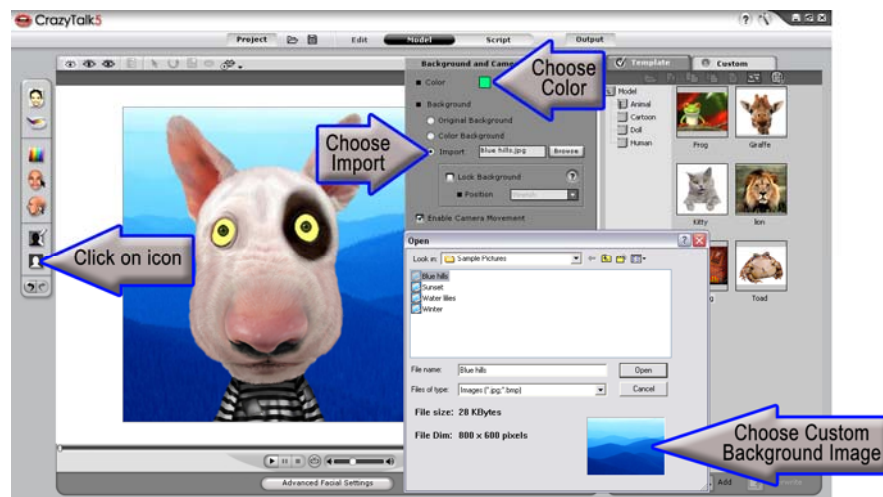 CrazyTalk5
Project Edit Model Script Output
Background and Came
Color
Choose
Color
Background
Original Background
Color Background
Import Blue hills.jpg Browse
Choose
Import
Lock Background
Position
Enable Camera Movement
Click on icon
Template Custom
Model
Animal
Cartoon
Doll
Human
Frog Giraffe
Kitty lion
Toad
Open
Look in: Sample Pictures
Blue hills
Sunset
Water lilies
Winter
File name: Blue hills Open
Files of type: Images (*.jpg;*.bmp) Cancel
File size: 28 KBytes
File Dim: 800 x 600 pixels
Choose Custom
Background Image
Advanced Facial Settings
Add